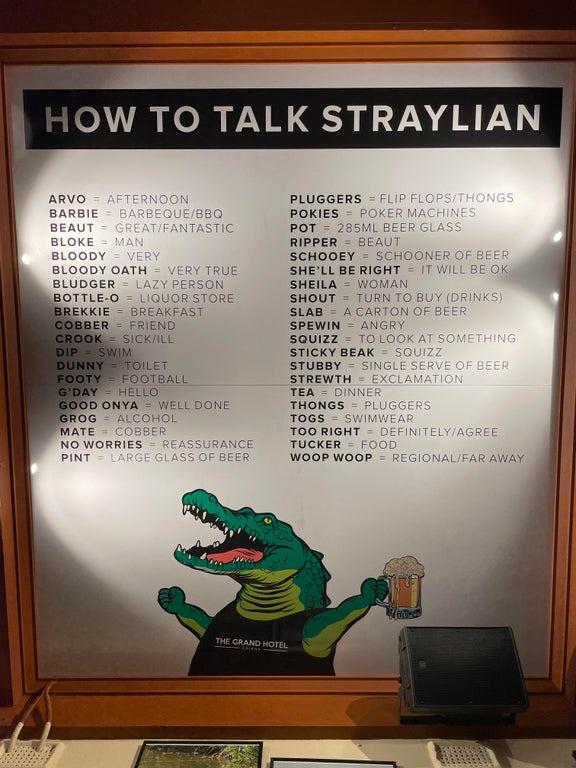 HOW TO TALK STRAYLIAN
ARVO = AFTERNOON
BARBIE = BARBEQUE/BBQ
BEAUT = GREAT/FANTASTIC
BLOKE = MAN
BLOODY = VERY
BLOODY OATH = VERY TRUE
BLUDGER = LAZY PERSON
BOTTLE-O = LIQUOR STORE
BREKKIE = BREAKFAST
COBBER = FRIEND
CROOK = SICK/ILL
DIP = SWIM
DUNNY = TOILET
FOOTY = FOOTBALL
G'DAY = HELLO
GOOD ONYA = WELL DONE
GROG = ALCOHOL
MATE = COBBER
NO WORRIES = REASSURANCE
PINT = LARGE GLASS OF BEER
PLUGGERS = FLIP FLOPS/THONGS
POKIES = POKER MACHINES
POT = 285ML BEER GLASS
RIPPER = BEAUT
SCHOOEY = SCHOONER OF BEER
SHE'LL BE RIGHT = IT WILL BE OK
SHEILA = WOMAN
SHOUT = TURN TO BUY (DRINKS)
SLAB = A CARTON OF BEER
SPEWIN = ANGRY
SQUIZZ = TO LOOK AT SOMETHING
STICKY BEAK = SQUIZZ
STUBBY = SINGLE SERVE OF BEER
STREWTH = EXCLAMATION
TEA = DINNER
THONGS = PLUGGERS
TOGS = SWIMWEAR
TOO RIGHT = DEFINITELY/AGREE
TUCKER = FOOD
WOOP WOOP = REGIONAL/FAR AWAY
THE GRAND HOTEL
CAIRNS